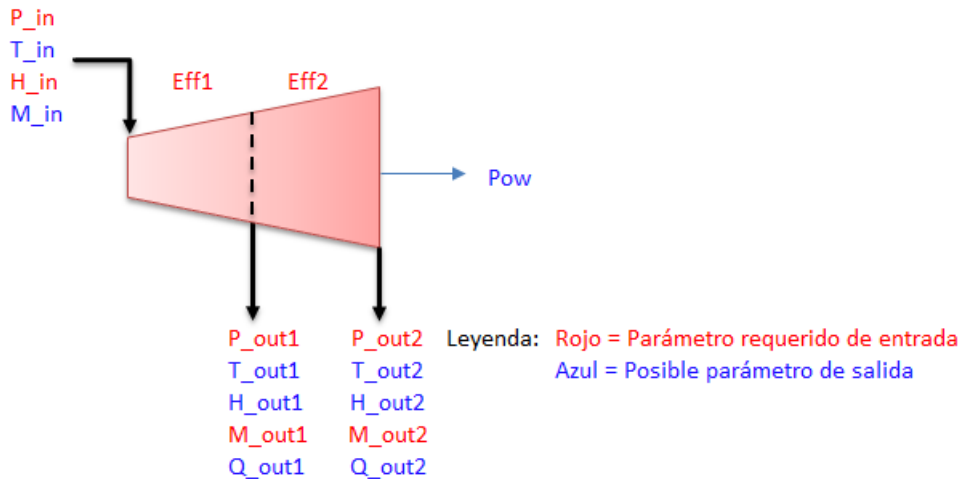 P_in
T_in
H_in
M_in
Eff1
Eff2
Pow
P_out1
T_out1
H_out1
M_out1
Q_out1
P_out2
T_out2
H_out2
M_out2
Q_out2
Leyenda: Rojo = Parámetro requerido de entrada
Azul = Posible parámetro de salida